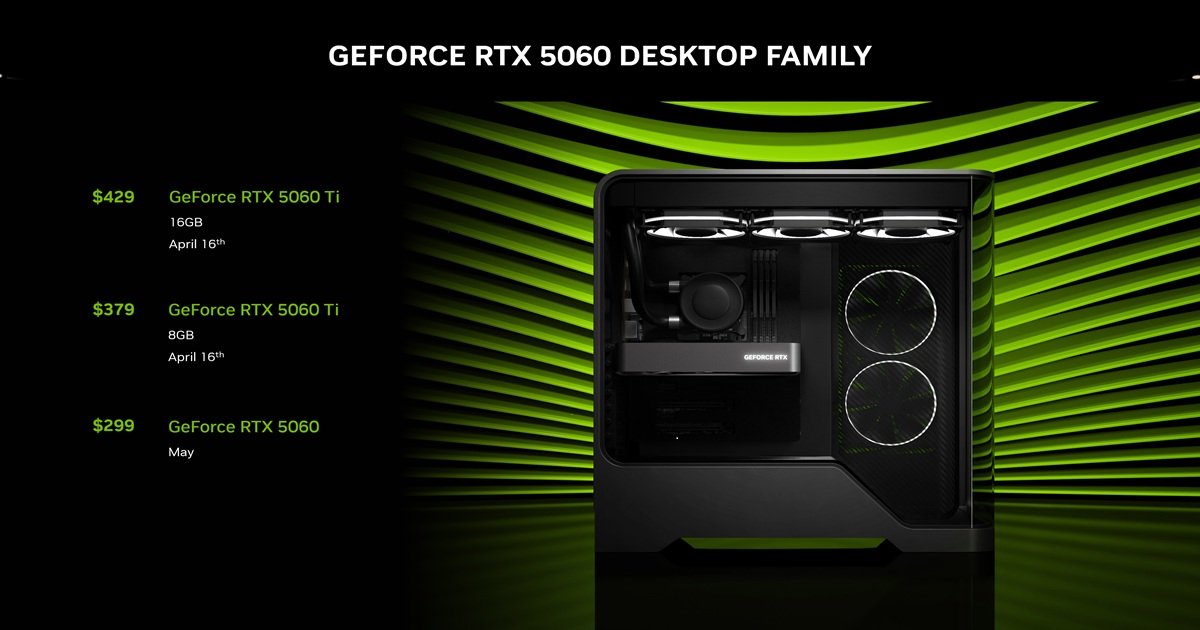 GEFORCE RTX 5060 DESKTOP FAMILY
$429 GeForce RTX 5060 Ti
16GB
April 16th
$379 GeForce RTX 5060 Ti
8GB
April 16th
$299 GeForce RTX 5060
May
GEFORCE RTX